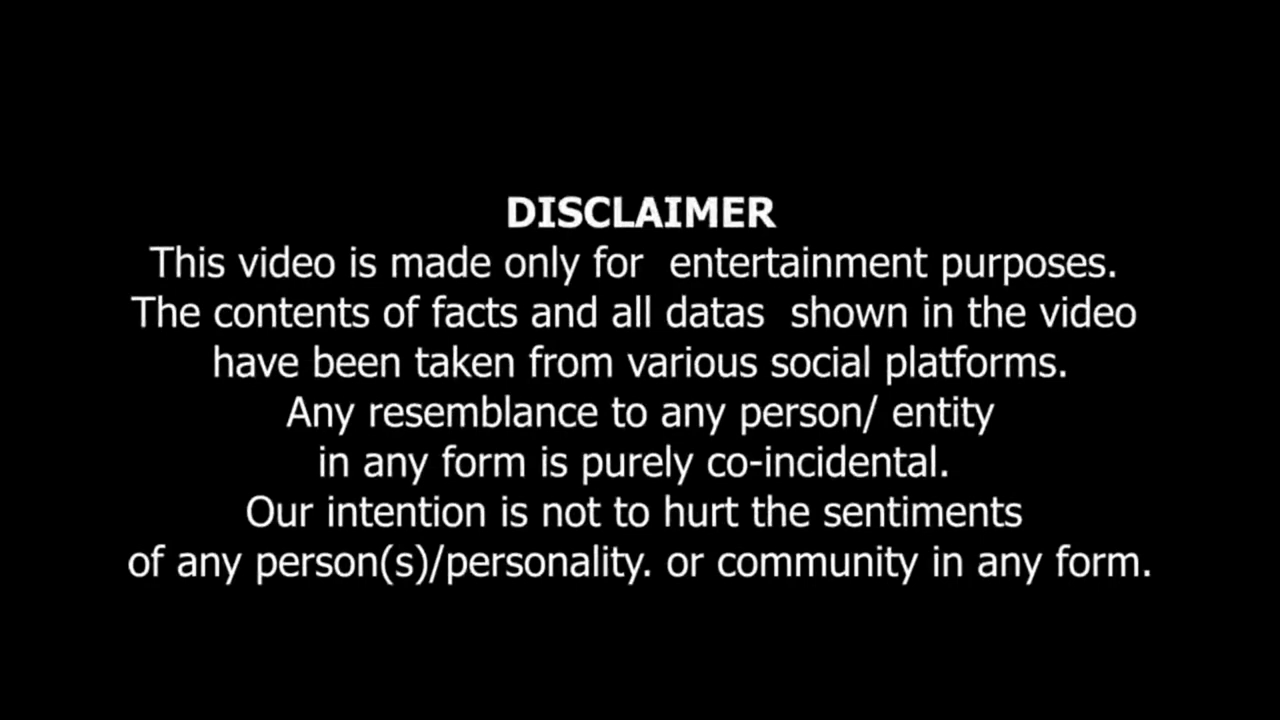 DISCLAIMER
This video is made only for  entertainment purposes.
The contents of facts and all datas  shown in the video
have been taken from various social platforms.
Any resemblance to any person/ entity
in any form is purely co-incidental.
Our intention is not to hurt the sentiments
of any person(s)/personality. or community in any form.